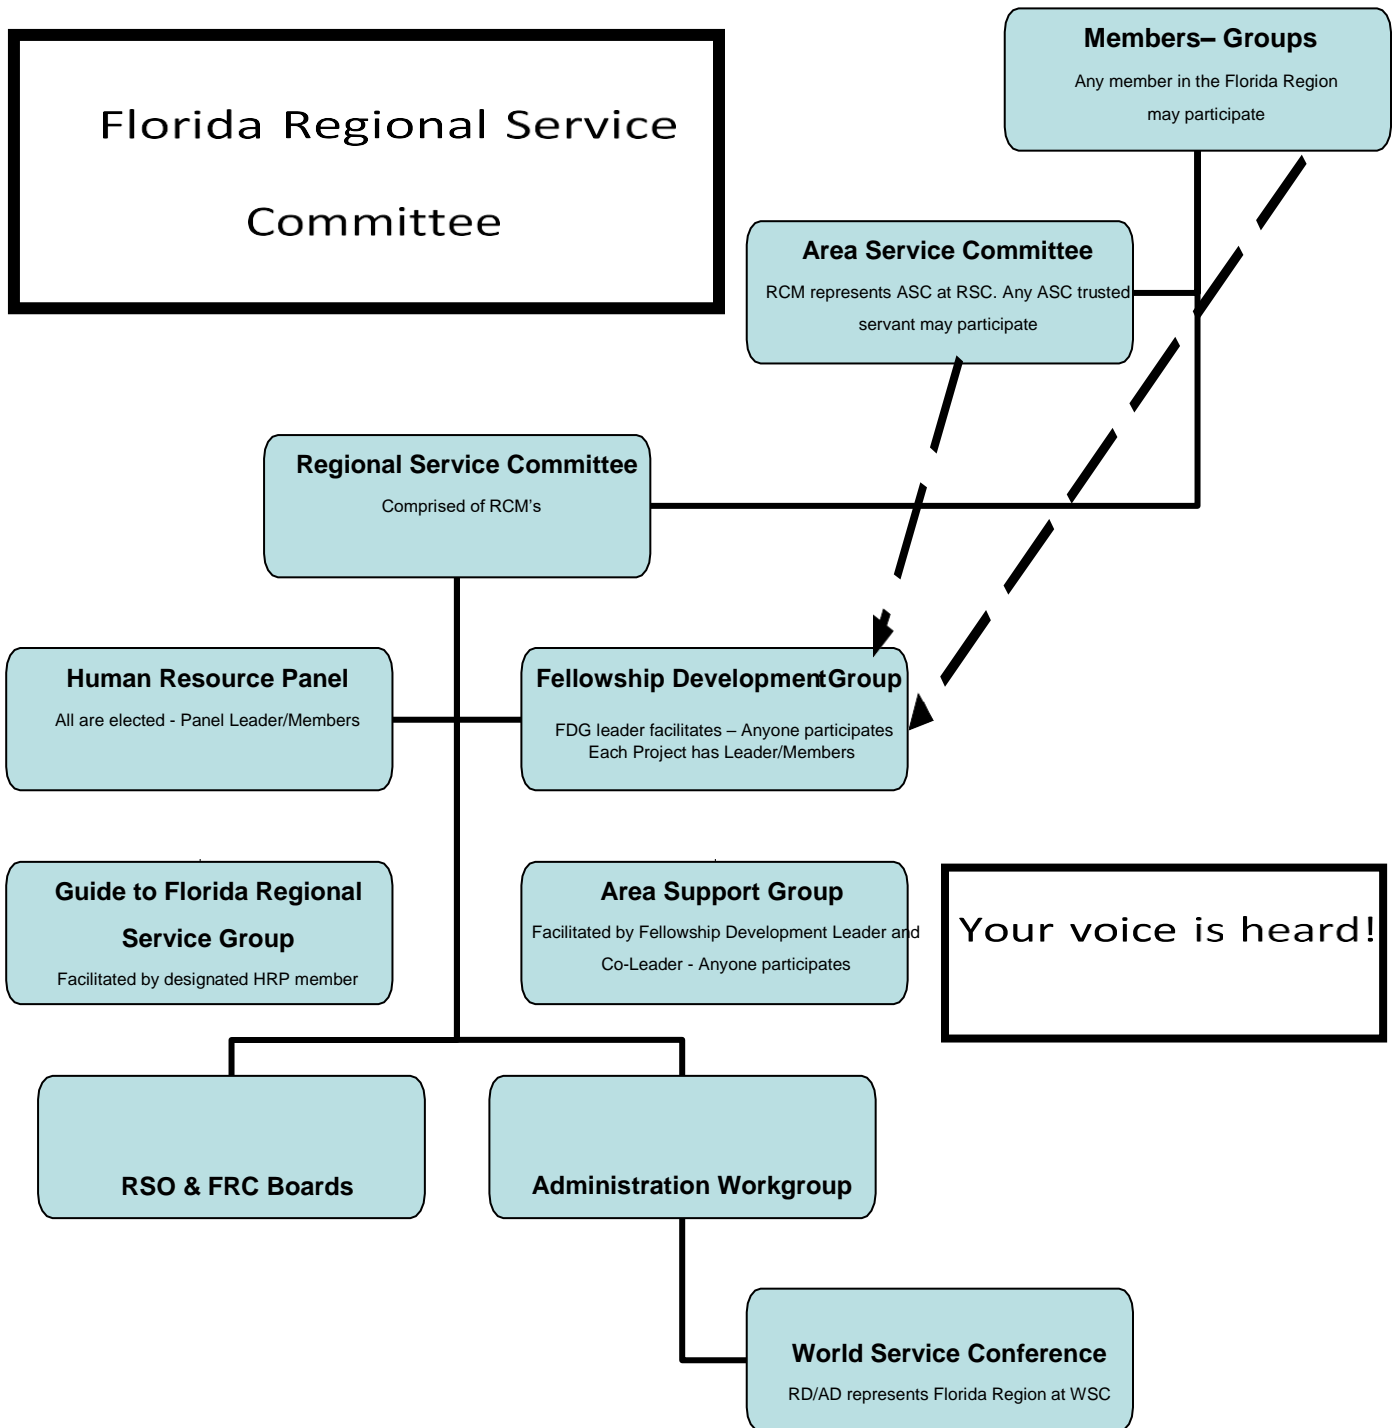 Florida Regional Service
Committee
Members– Groups
Any member in the Florida Region
may participate
Area Service Committee
RCM represents ASC at RSC. Any ASC trusted
servant may participate
Regional Service Committee
Comprised of RCM’s
Human Resource Panel
All are elected - Panel Leader/Members
Fellowship Development Group
FDG leader facilitates – Anyone participates
Each Project has Leader/Members
Guide to Florida Regional
Service Group
Facilitated by designated HRP member
Area Support Group
Facilitated by Fellowship Development Leader and
Co-Leader - Anyone participates
Your voice is heard!
RSO & FRC Boards
Administration Workgroup
World Service Conference
RD/AD represents Florida Region at WSC